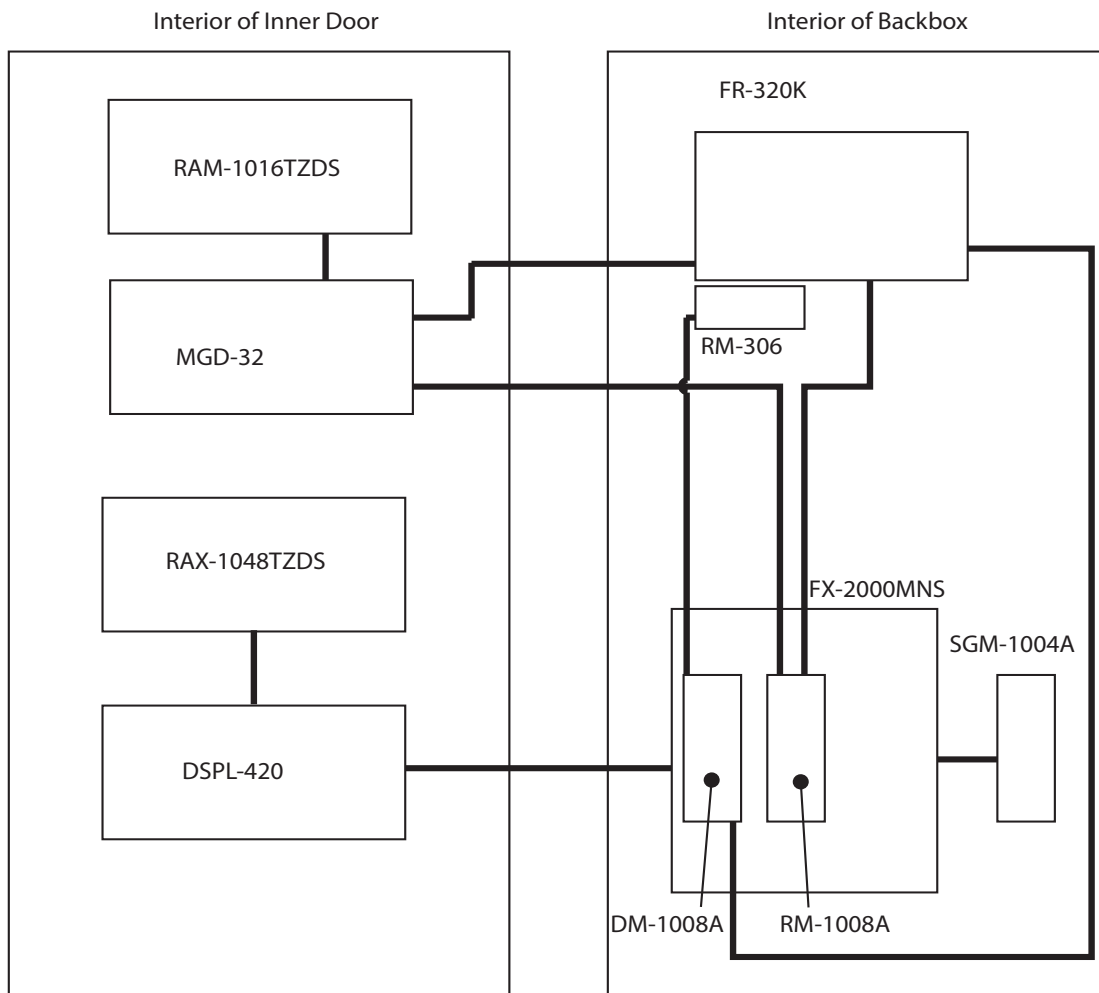 Interior of Inner Door
Interior of Backbox
FR-320K
RAM-1016TZDS
RM-306
MGD-32
RAX-1048TZDS
FX-2000MNS
SGM-1004A
DSPL-420
DM-1008A
RM-1008A